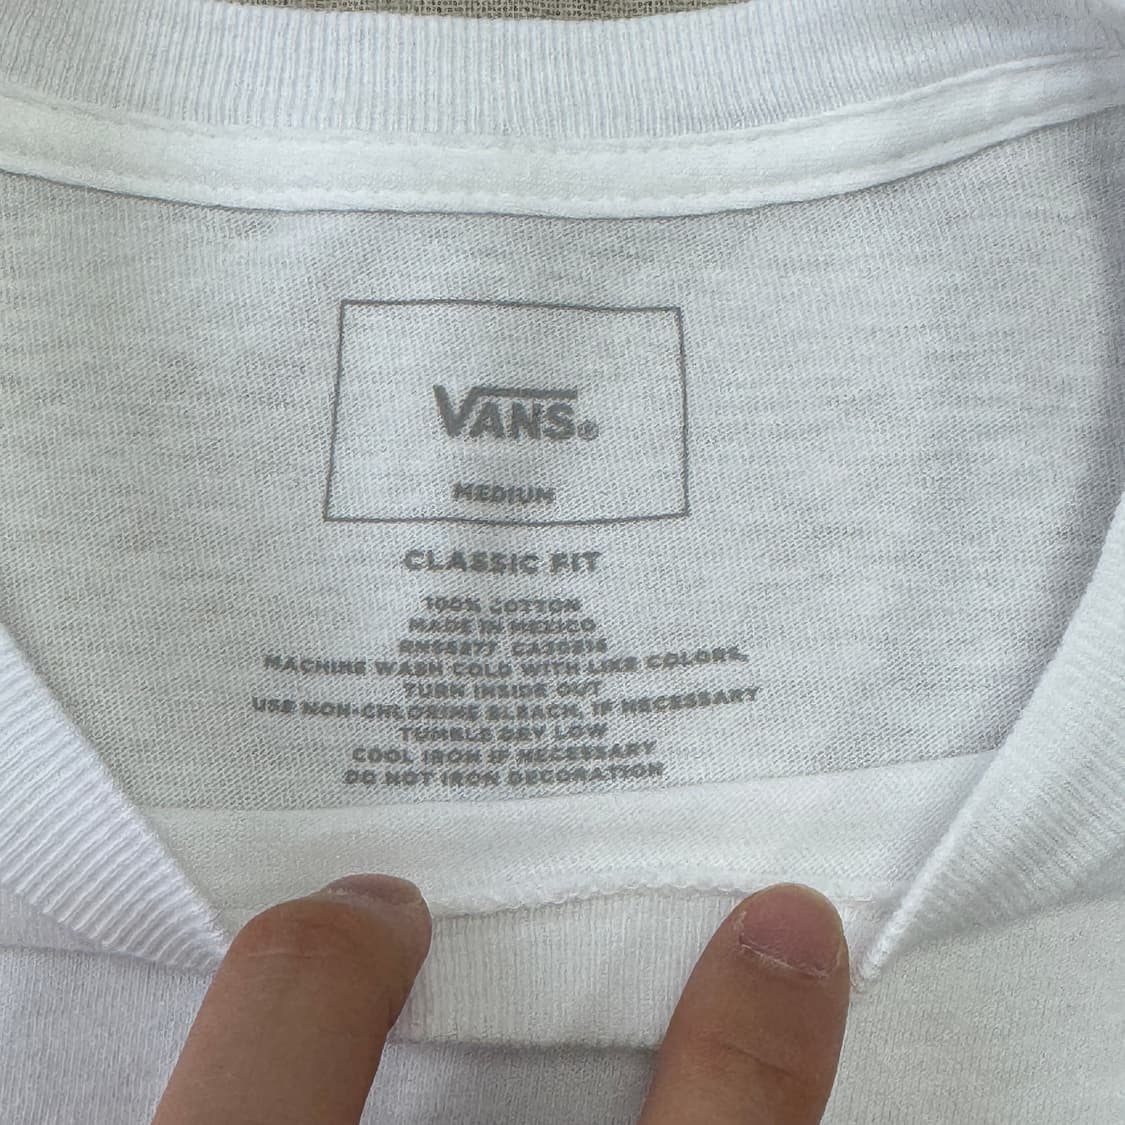 VANS®
MEDIUM
CLASSIC FIT
100% COTTON
MADE IN MEXICO
MACHINE WASH COLD WITH LIKE COLORS,
TURN INSIDE OUT
USE NON-CHLORINE BLEACH, IF NECESSARY
TUMBLE DRY LOW
COOL IRON IF NECESSARY
DO NOT IRON DECORATION